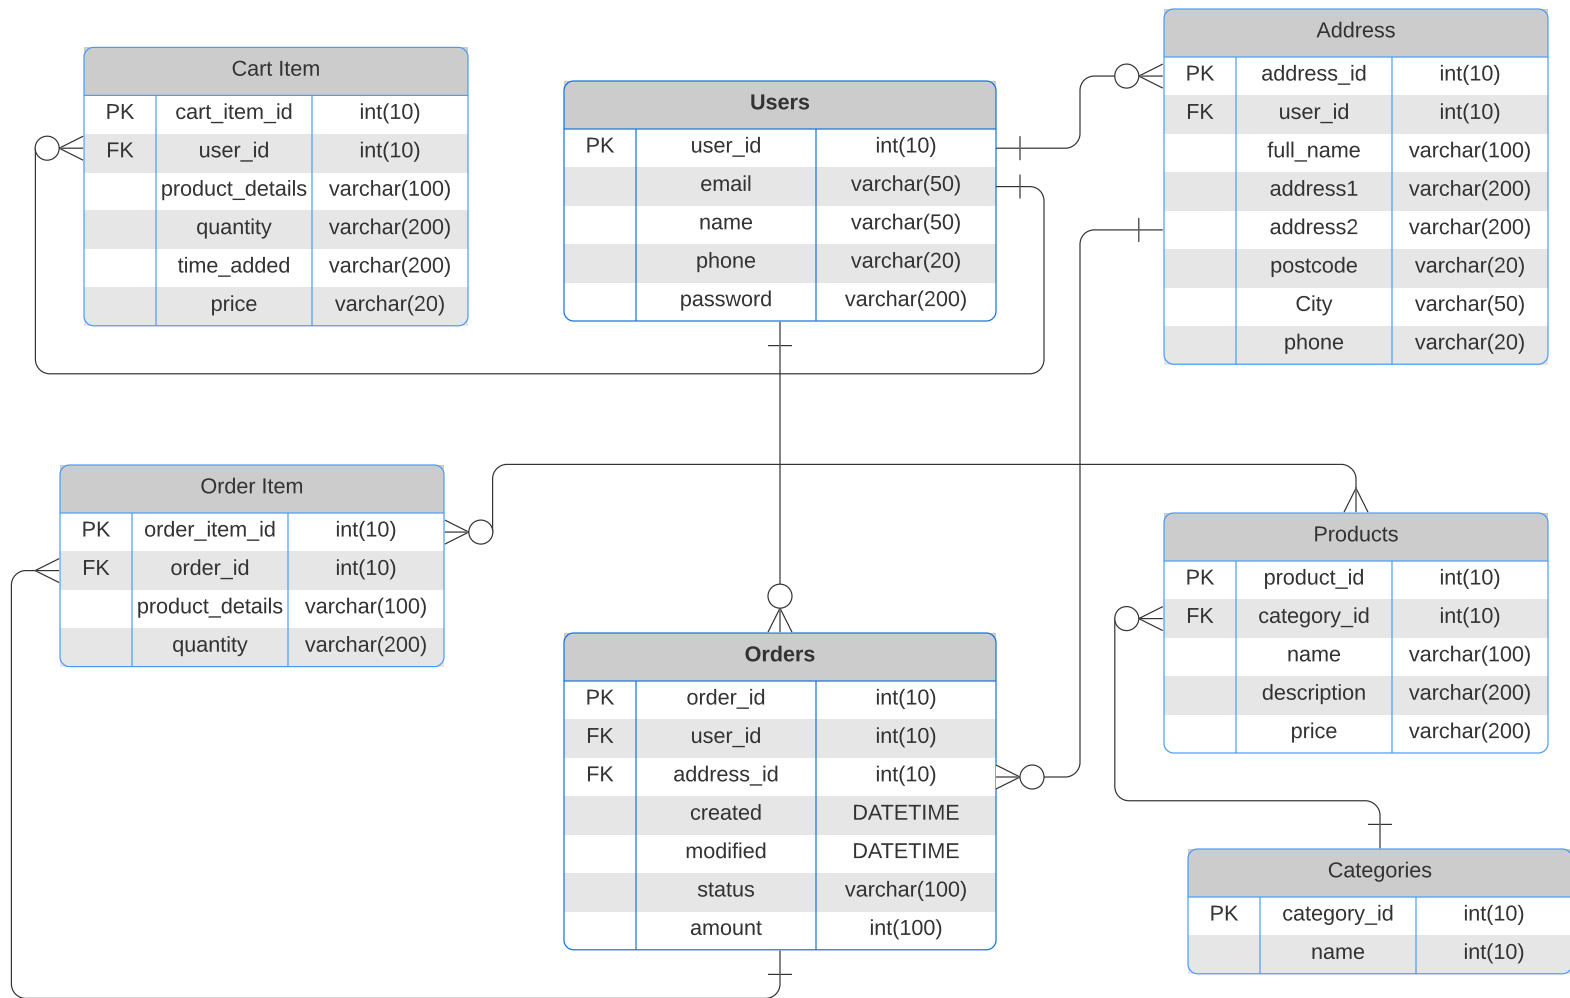 Cart Item
PK cart_item_id int(10)
FK user_id int(10)
product_details varchar(100)
quantity varchar(200)
time_added varchar(200)
price varchar(20)
Users
PK user_id int(10)
email varchar(50)
name varchar(50)
phone varchar(20)
password varchar(200)
Address
PK address_id int(10)
FK user_id int(10)
full_name varchar(100)
address1 varchar(200)
address2 varchar(200)
postcode varchar(20)
City varchar(50)
phone varchar(20)
Order Item
PK order_item_id int(10)
FK order_id int(10)
product_details varchar(100)
quantity varchar(200)
Orders
PK order_id int(10)
FK user_id int(10)
FK address_id int(10)
created DATETIME
modified DATETIME
status varchar(100)
amount int(100)
Products
PK product_id int(10)
FK category_id int(10)
name varchar(100)
description varchar(200)
price varchar(200)
Categories
PK category_id int(10)
name int(10)